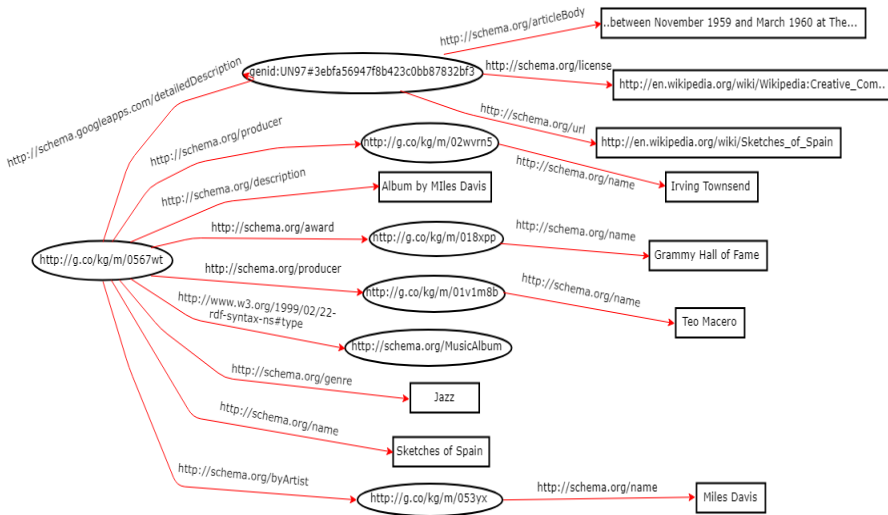 http://schema.org/articleBody
..between November 1959 and March 1960 at The...
http://schema.googleapps.com/detailedDescription
genid:UN97#3ebfa56947f8b423c0bb87832bf3
http://schema.org/license
http://en.wikipedia.org/wiki/Wikipedia:Creative_Com..
http://schema.org/url
http://en.wikipedia.org/wiki/Sketches_of_Spain
http://schema.org/producer
http://g.co/kg/m/02wvrn5
http://schema.org/name
Irving Townsend
http://schema.org/description
Album by MIles Davis
http://g.co/kg/m/0567wt
http://schema.org/award
http://g.co/kg/m/018xpp
http://schema.org/name
Grammy Hall of Fame
http://schema.org/producer
http://g.co/kg/m/01v1m8b
http://schema.org/name
Teo Macero
http://www.w3.org/1999/02/22-
rdf-syntax-ns#type
http://schema.org/MusicAlbum
http://schema.org/genre
Jazz
http://schema.org/name
Sketches of Spain
http://schema.org/byArtist
http://g.co/kg/m/053yx
http://schema.org/name
Miles Davis